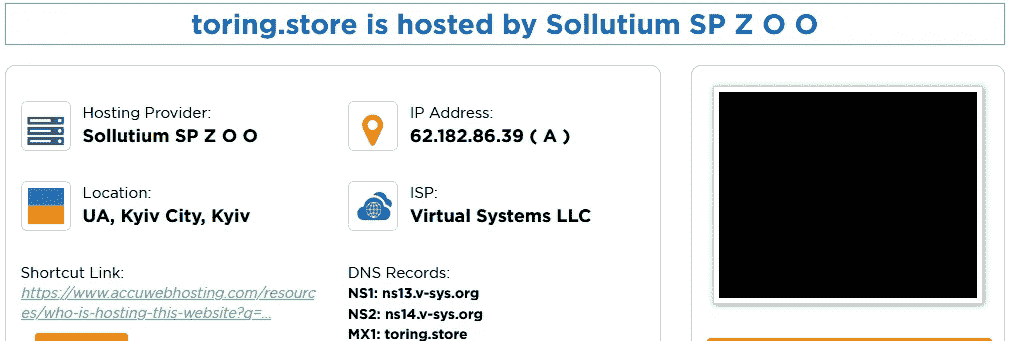 toring.store is hosted by Sollutium SP Z O O
Hosting Provider:
Sollutium SP Z O O
IP Address:
62.182.86.39 ( A )
Location:
UA, Kyiv City, Kyiv
ISP:
Virtual Systems LLC
Shortcut Link:
https://www.accuwebhosting.com/resourc
es/who-is-hosting-this-website?q=...
DNS Records:
NS1: ns13.v-sys.org
NS2: ns14.v-sys.org
MX1: toring.store